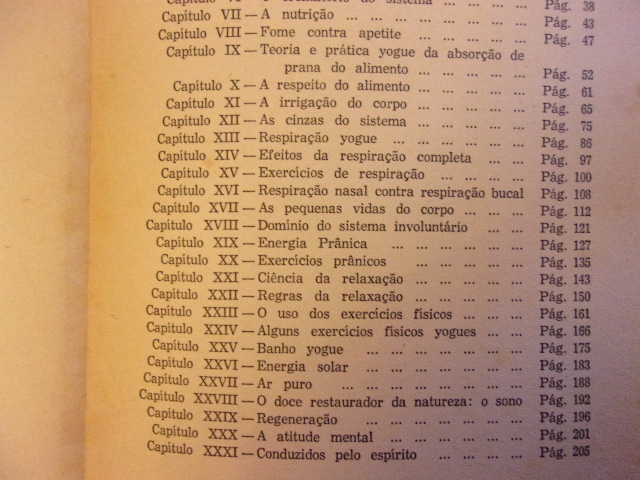 do sistema ... ... ... Pág. 38
Capítulo VII — A nutrição ... ... ... ... ... ... Pág. 43
Capítulo VIII — Fome contra apetite ... ... ... ... Pág. 47
Capítulo IX — Teoria e prática yogue da absorção de
prana do alimento ... ... ... ... Pág. 52
Capítulo X — A respeito do alimento ... ... ... ... Pág. 61
Capítulo XI — A irrigação do corpo ... ... ... ... Pág. 65
Capítulo XII — As cinzas do sistema ... ... ... ... Pág. 75
Capítulo XIII — Respiração yogue ... ... ... ... ... Pág. 86
Capítulo XIV — Efeitos da respiração completa ... ... Pág. 97
Capítulo XV — Exercícios de respiração ... ... ... ... Pág. 100
Capítulo XVI — Respiração nasal contra respiração bucal Pág. 108
Capítulo XVII — As pequenas vidas do corpo ... ... ... Pág. 112
Capítulo XVIII — Domínio do sistema involuntário ... ... Pág. 121
Capítulo XIX — Energia Prânica ... ... ... ... ... Pág. 127
Capítulo XX — Exercícios prânicos ... ... ... ... Pág. 135
Capítulo XXI — Ciência da relaxação ... ... ... ... Pág. 143
Capítulo XXII — Regras da relaxação ... ... ... ... Pág. 150
Capítulo XXIII — O uso dos exercícios físicos ... ... ... Pág. 161
Capítulo XXIV — Alguns exercícios físicos yogues ... ... Pág. 166
Capítulo XXV — Banho yogue ... ... ... ... ... ... Pág. 175
Capítulo XXVI — Energia solar ... ... ... ... ... ... Pág. 183
Capítulo XXVII — Ar puro ... ... ... ... ... ... Pág. 188
Capítulo XXVIII — O doce restaurador da natureza: o sono Pág. 192
Capítulo XXIX — Regeneração ... ... ... ... ... ... Pág. 196
Capítulo XXX — A atitude mental ... ... ... ... ... Pág. 201
Capítulo XXXI — Conduzidos pelo espírito ... ... ... Pág. 205